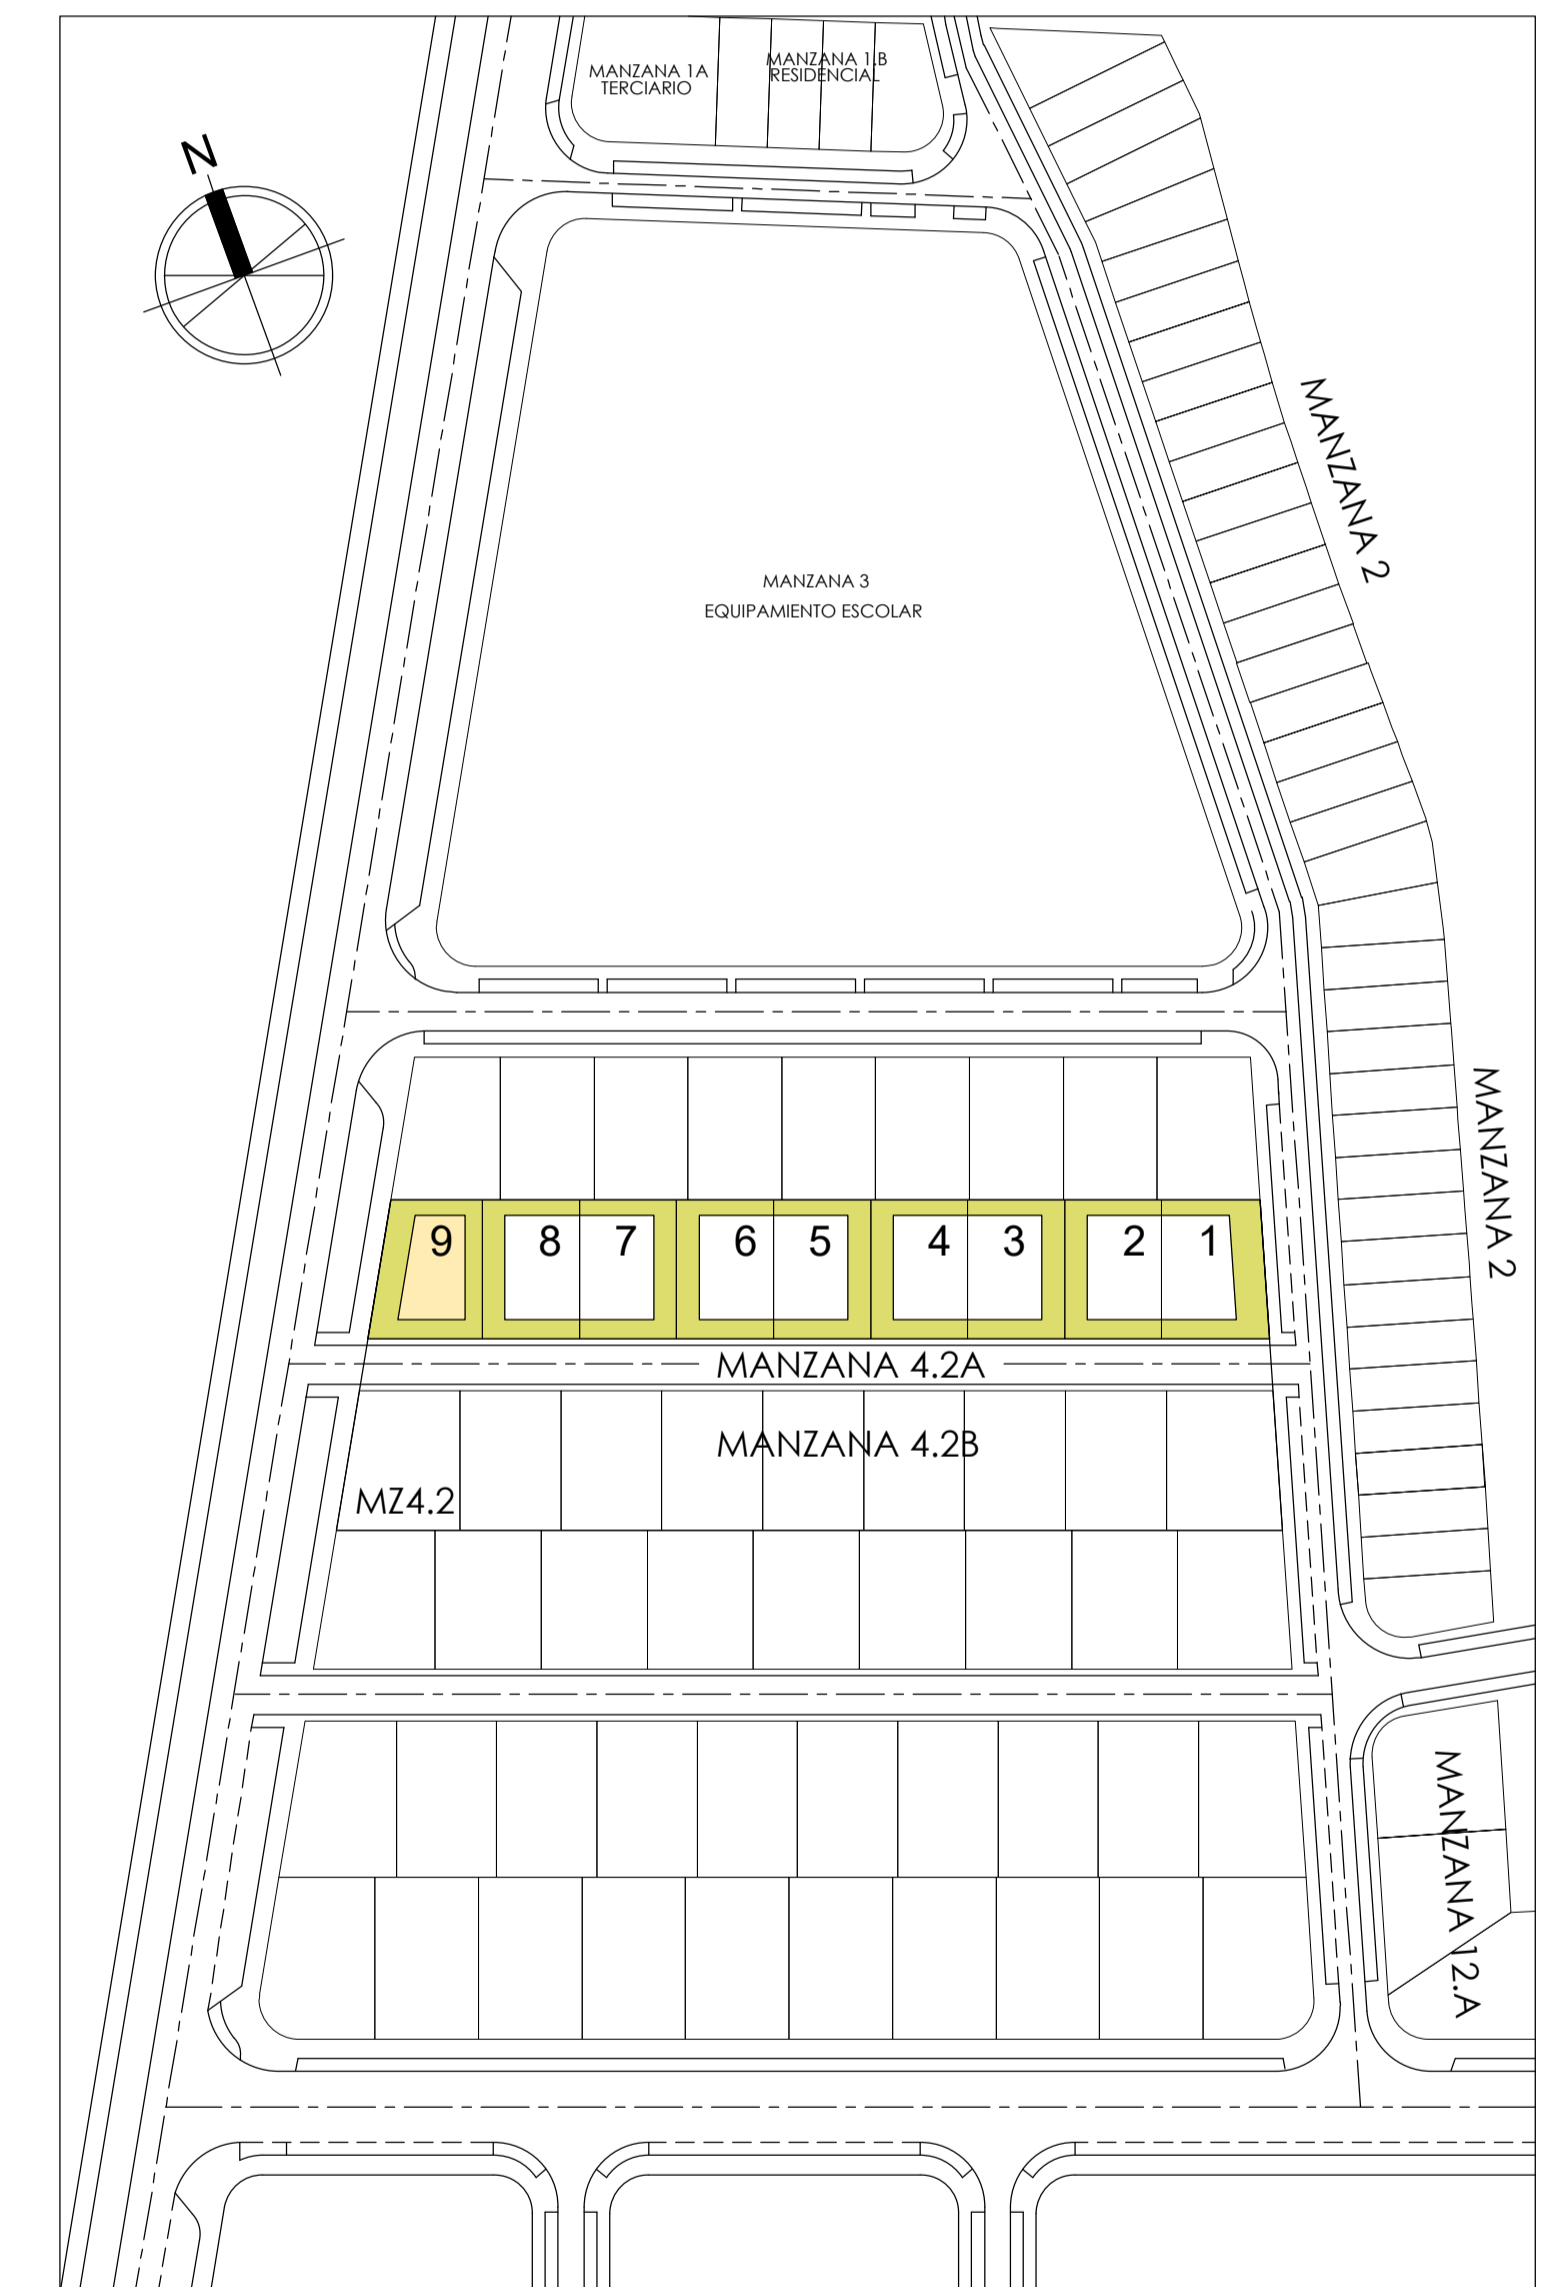 MANZANA 1A
TERCIARIO
MANZANA 1.B
RESIDENCIAL
N
MANZANA 2
MANZANA 3
EQUIPAMIENTO ESCOLAR
MANZANA 2
9 8 7 6 5 4 3 2 1
MANZANA 4.2A
MANZANA 4.2B
MZ4.2
MANZANA 12.A